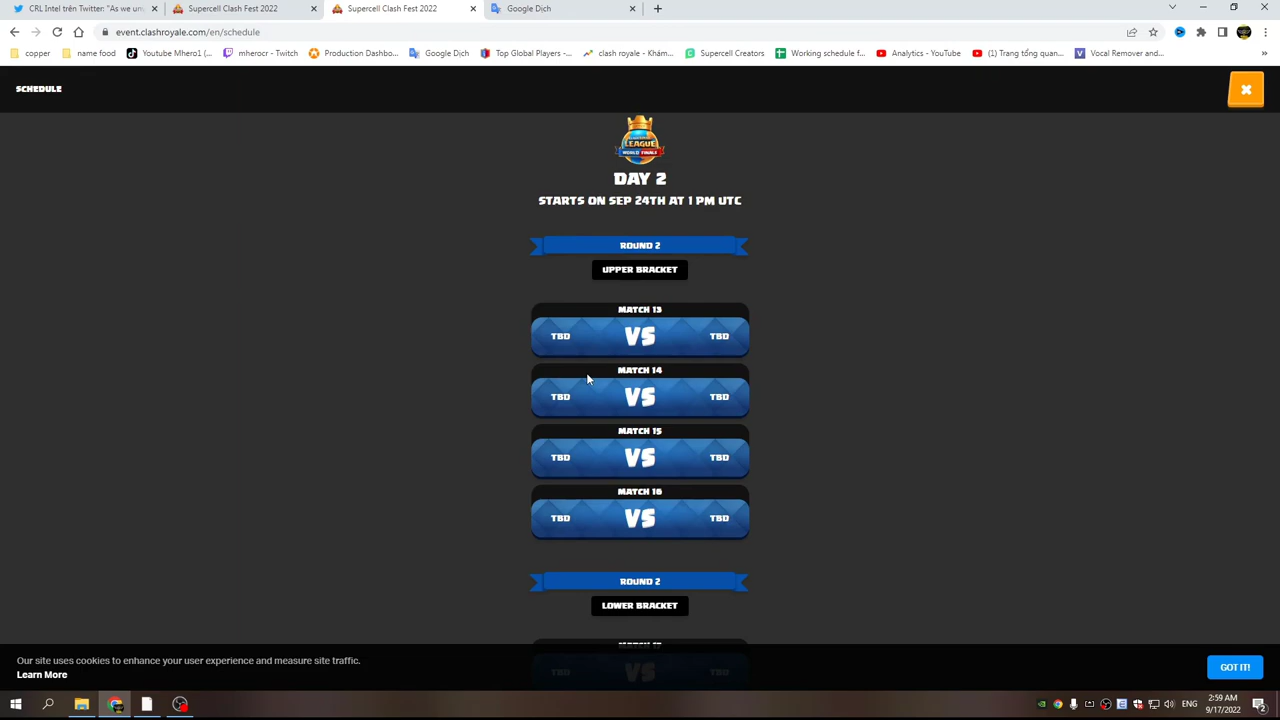 CRL Intel trên Twitter: "As we un
Supercell Clash Fest 2022
Supercell Clash Fest 2022
Google Dịch
event.clashroyale.com/en/schedule
copper
name food
Youtube Mhero1 (...
mherocr - Twitch
Production Dashbo...
Google Dịch
Top Global Players -...
clash royale - Khám...
Supercell Creators
Working schedule f...
Analytics - YouTube
(1) Trang tổng quan...
Vocal Remover and...
SCHEDULE
LEAGUE
WORLD FINALS
DAY 2
STARTS ON SEP 24TH AT 1 PM UTC
ROUND 2
UPPER BRACKET
MATCH 13
TBD VS TBD
MATCH 14
TBD VS TBD
MATCH 15
TBD VS TBD
MATCH 16
TBD VS TBD
ROUND 2
LOWER BRACKET
MATCH 17
TBD VS TBD
Our site uses cookies to enhance your user experience and measure site traffic.
Learn More
GOT IT!
ENG
2:59 AM
9/17/2022